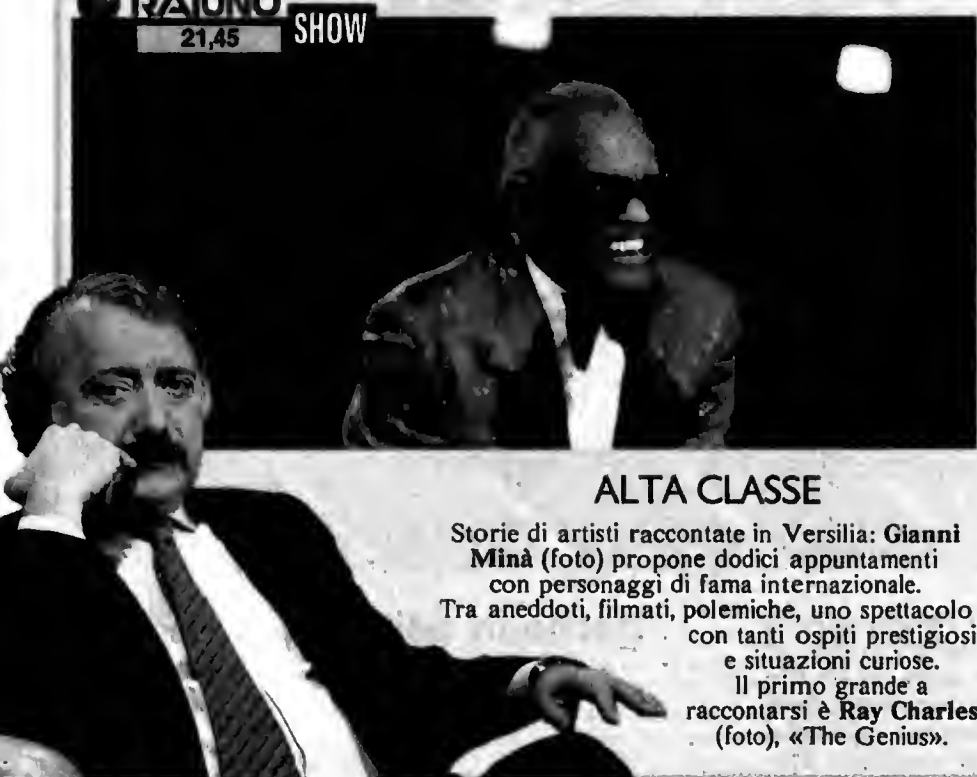 RAIUNO
21,45
SHOW
ALTA CLASSE
Storie di artisti raccontate in Versilia: Gianni
Minà (foto) propone dodici appuntamenti
con personaggi di fama internazionale.
Tra aneddoti, filmati, polemiche, uno spettacolo
con tanti ospiti prestigiosi
e situazioni curiose.
Il primo grande a
raccontarsi è Ray Charles
(foto), «The Genius».